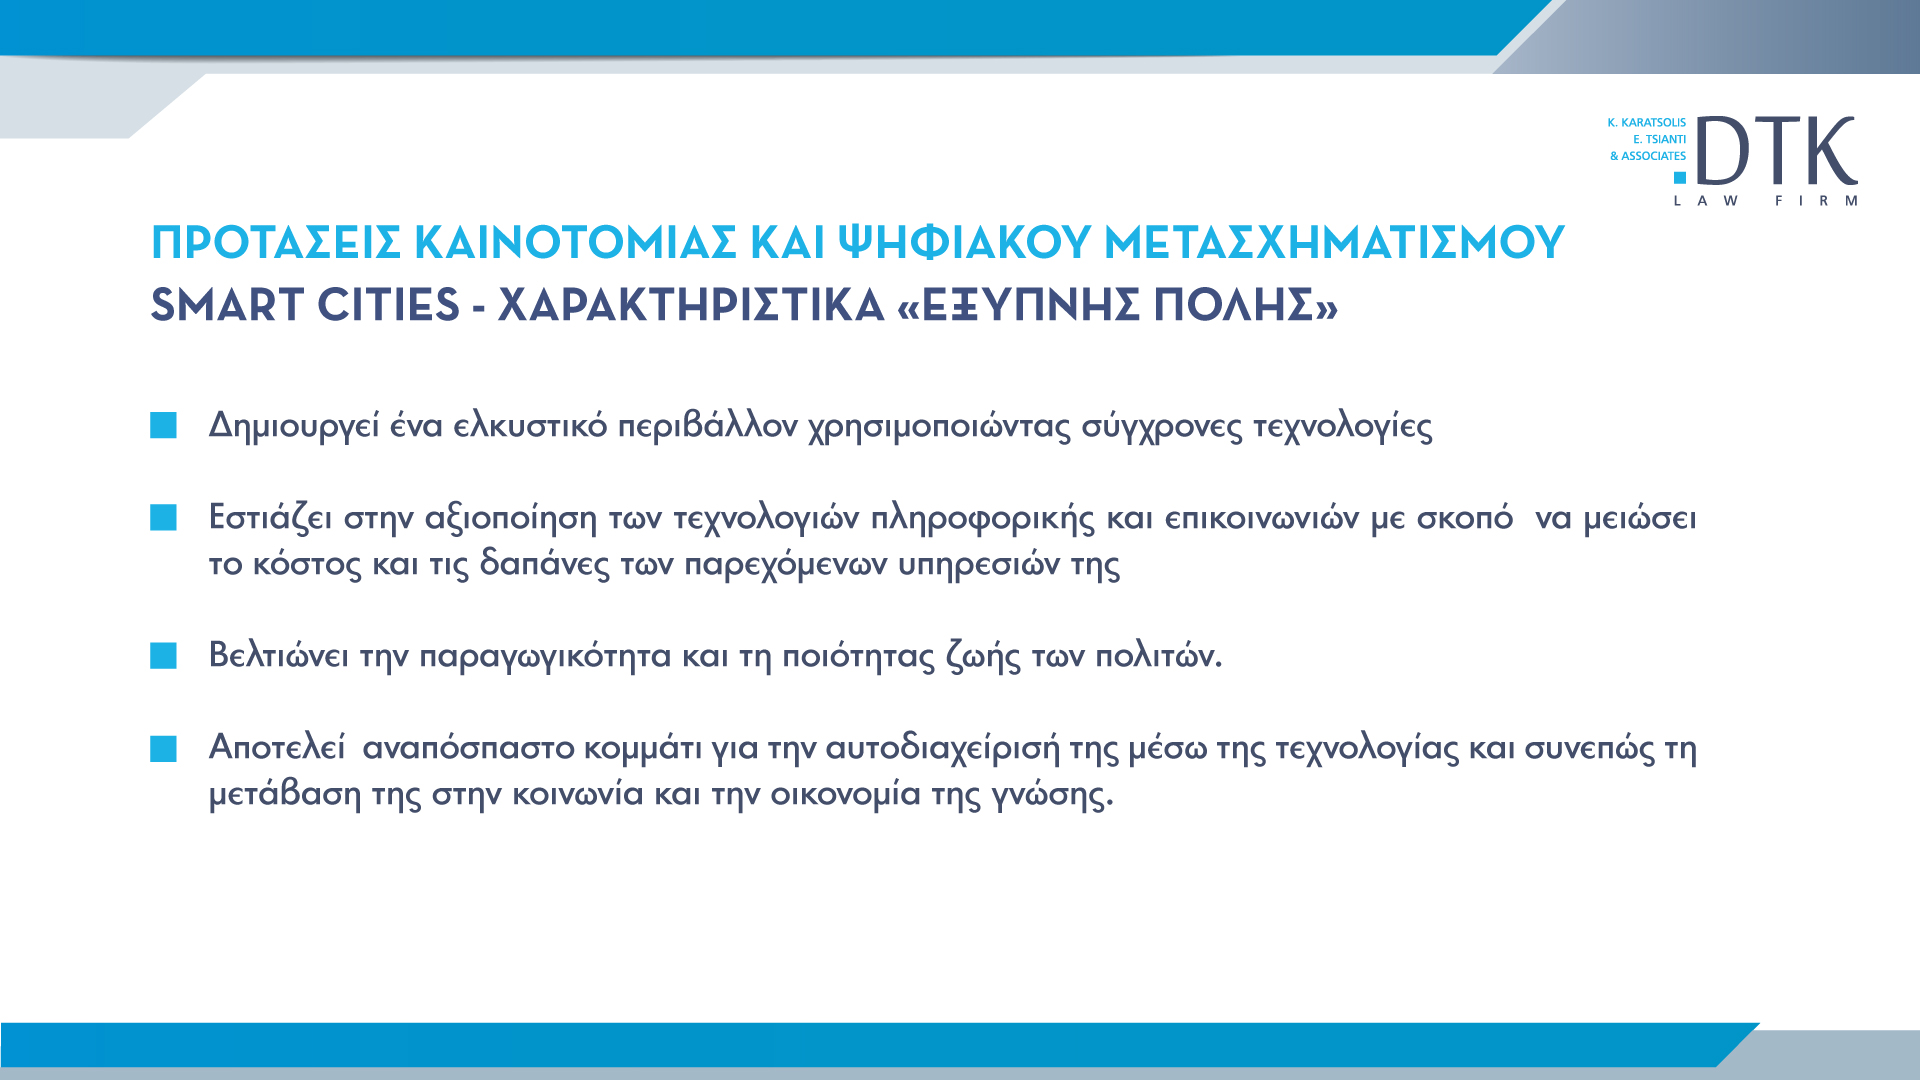 K. KARATSOLIS
E. TSIANTI
& ASSOCIATES
DTK
LAW FIRM
ΠΡΟΤΑΣΕΙΣ ΚΑΙΝΟΤΟΜΙΑΣ ΚΑΙ ΨΗΦΙΑΚΟΥ ΜΕΤΑΣΧΗΜΑΤΙΣΜΟΥ
SMART CITIES - ΧΑΡΑΚΤΗΡΙΣΤΙΚΑ «ΕΞΥΠΝΗΣ ΠΟΛΗΣ»
Δημιουργεί ένα ελκυστικό περιβάλλον χρησιμοποιώντας σύγχρονες τεχνολογίες
Εστιάζει στην αξιοποίηση των τεχνολογιών πληροφορικής και επικοινωνιών με σκοπό  να μειώσει
το κόστος και τις δαπάνες των παρεχόμενων υπηρεσιών της
Βελτιώνει την παραγωγικότητα και τη ποιότητας ζωής των πολιτών.
Αποτελεί  αναπόσπαστο κομμάτι για την αυτοδιαχείρισή της μέσω της τεχνολογίας και συνεπώς τη
μετάβαση της στην κοινωνία και την οικονομία της γνώσης.